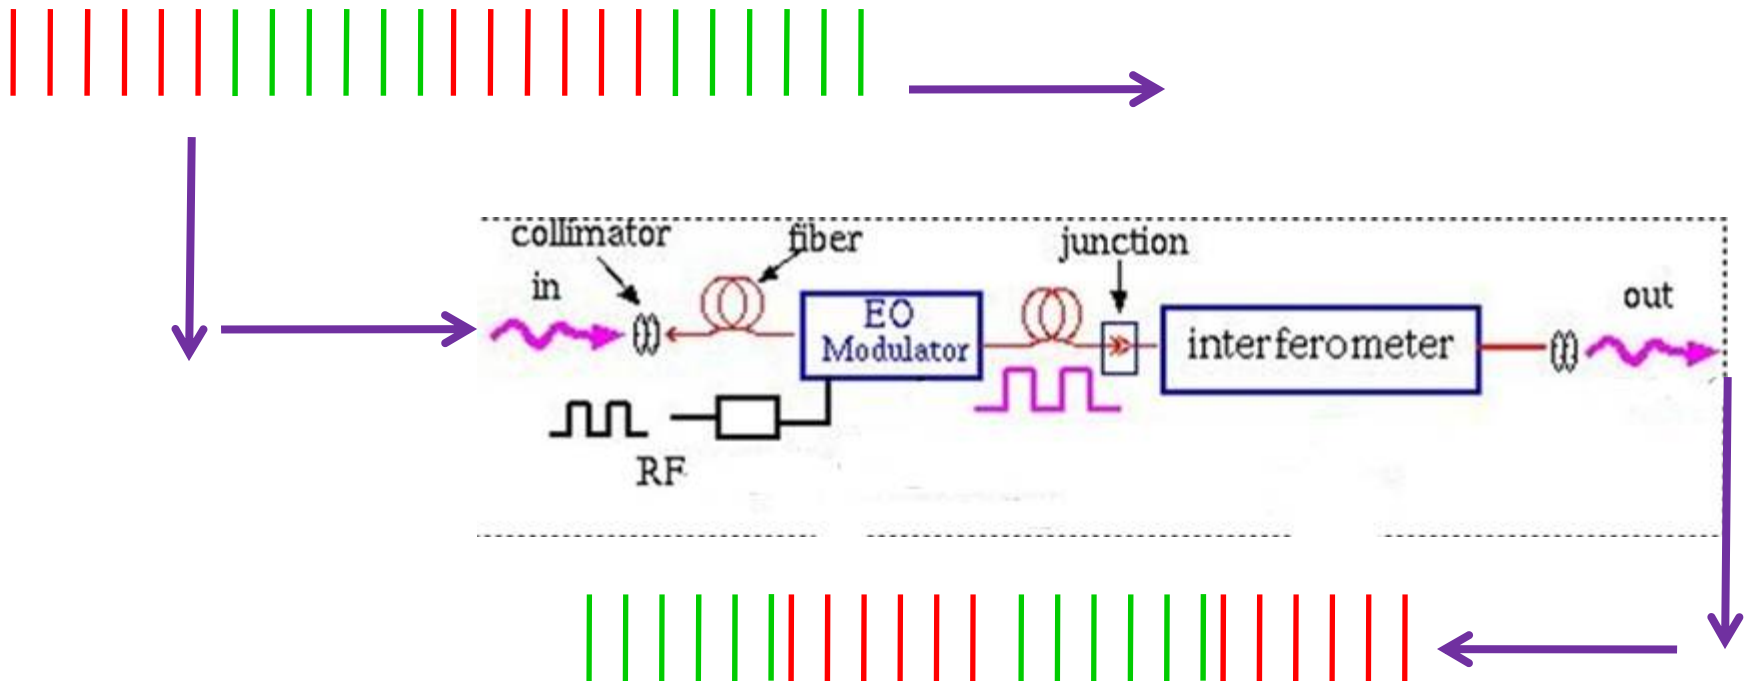 collimator
fiber
junction
in
out
EO
Modulator
interferometer
RF